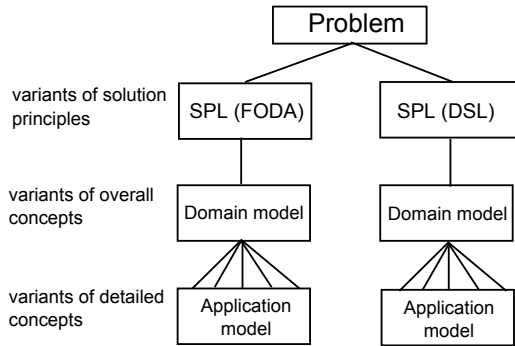 Problem
variants of solution
principles
SPL (FODA)
SPL (DSL)
variants of overall
concepts
Domain model
Domain model
variants of detailed
concepts
Application
model
Application
model